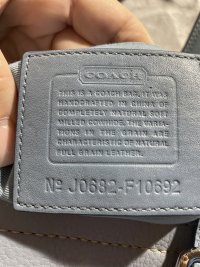 COACH
THIS IS A COACH BAG. IT WAS
HANDCRAFTED IN CHINA OF
COMPLETELY NATURAL SOFT
MILLED COWHIDE. THE VARIA-
TIONS IN THE GRAIN ARE
CHARACTERISTIC OF NATURAL
FULL GRAIN LEATHER.
No J0682-F10692